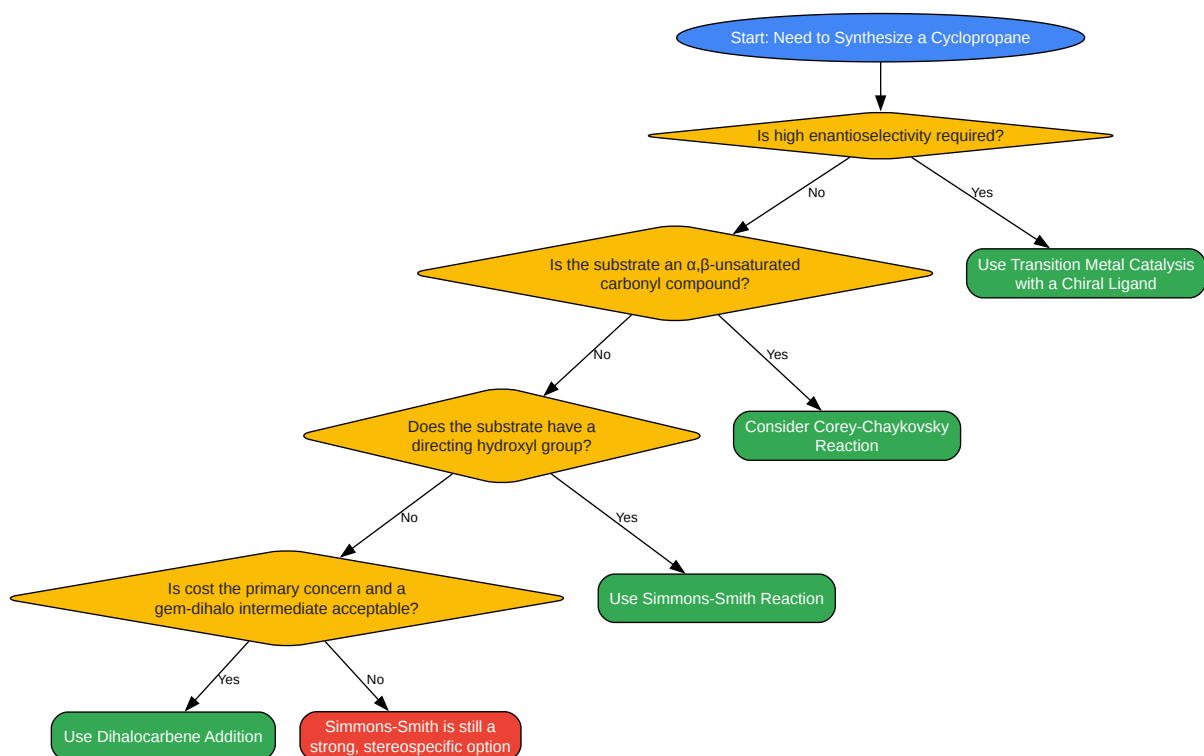 Start: Need to Synthesize a Cyclopropane
Is high enantioselectivity required?
No
Yes
Is the substrate an α,β-unsaturated
carbonyl compound?
Use Transition Metal Catalysis
with a Chiral Ligand
No
Yes
Does the substrate have a
directing hydroxyl group?
Consider Corey-Chaykovsky
Reaction
No
Yes
Is cost the primary concern and a
gem-dihalo intermediate acceptable?
Use Simmons-Smith Reaction
Yes
No
Use Dihalocarbene Addition
Simmons-Smith is still a
strong, stereospecific option